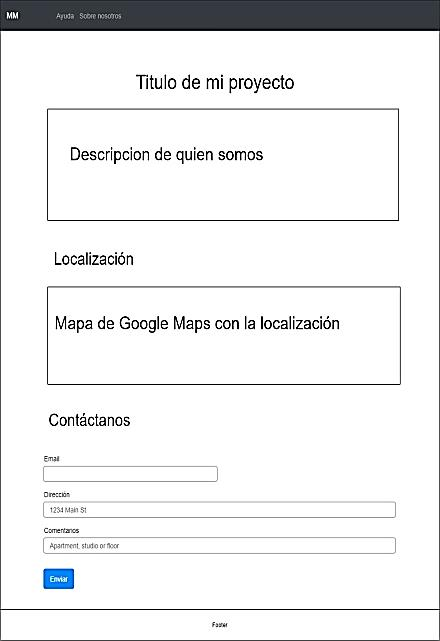 MM Ayuda Sobre nosotros
Titulo de mi proyecto
Descripcion de quien somos
Localización
Mapa de Google Maps con la localización
Contáctanos
Email
Dirección
1234 Main St
Comentarios
Apartment, studio or floor
Enviar
Footer